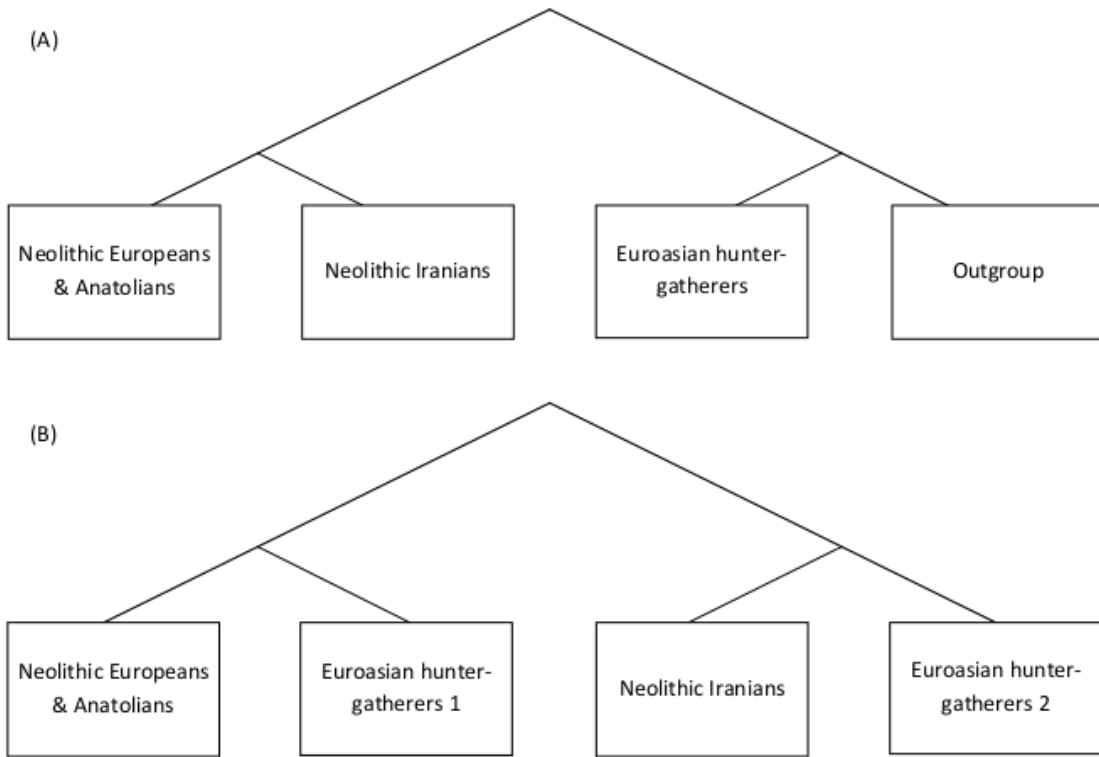 (A)
Neolithic Europeans
& Anatolians
Neolithic Iranians
Euroasian hunter-
gatherers
Outgroup
(B)
Neolithic Europeans
& Anatolians
Euroasian hunter-
gatherers 1
Neolithic Iranians
Euroasian hunter-
gatherers 2